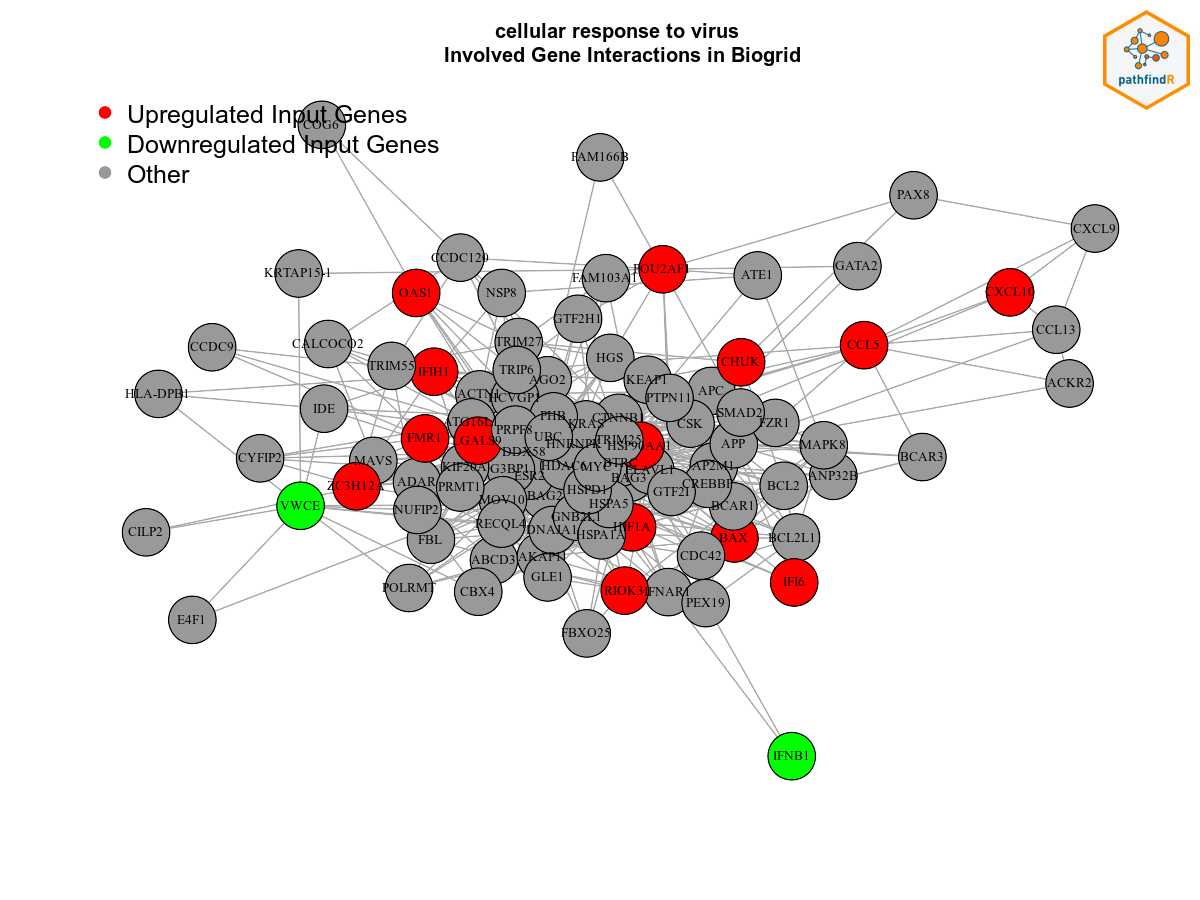 cellular response to virus
Involved Gene Interactions in Biogrid
pathfindR
Upregulated Input Genes
Downregulated Input Genes
Other
COG6
FAM166B
PAX8
CXCL9
CCDC120
KRTAP15-1
OAS1
NSP8
FAM103A1
POU2AF1
ATE1
GATA2
CXCL10
GTF2H1
CCL13
CCDC9
CALCOCO2
TRIM27
HGS
CHUK
CCL5
TRIM55
IFIH1
TRIP6
AGO2
KEAP1
APC
ACKR2
HLA-DPB1
ACTN1
HCVGP1
PTPN11
IDE
PHB
CTNNB1
SMAD2
FZR1
KRAS
CSK
FMR1
LGALS9
PRPF8
UBC
TRIM25
HSP90AA1
APP
MAPK8
DDX58
CYFIP2
MAVS
KIF20A
G3BP1
HDAC6
MYC
BTRC
AP2M1
BCAR3
ANP32B
ESR2
BAG3
ZC3H12A
ADAR
PRMT1
HSPD1
GTF2I
CREBBP
BCL2
VWCE
NUFIP2
MOV10
BAG2
HSPA5
BCAR1
CILP2
FBL
RECQL4
DNAJA1
GNB2L1
HSPA1A
BAX
BCL2L1
ABCD3
AKAP11
CDC42
POLRMT
CBX4
GLE1
RIOK3
IFNAR1
PEX19
IFI6
E4F1
FBXO25
IFNB1